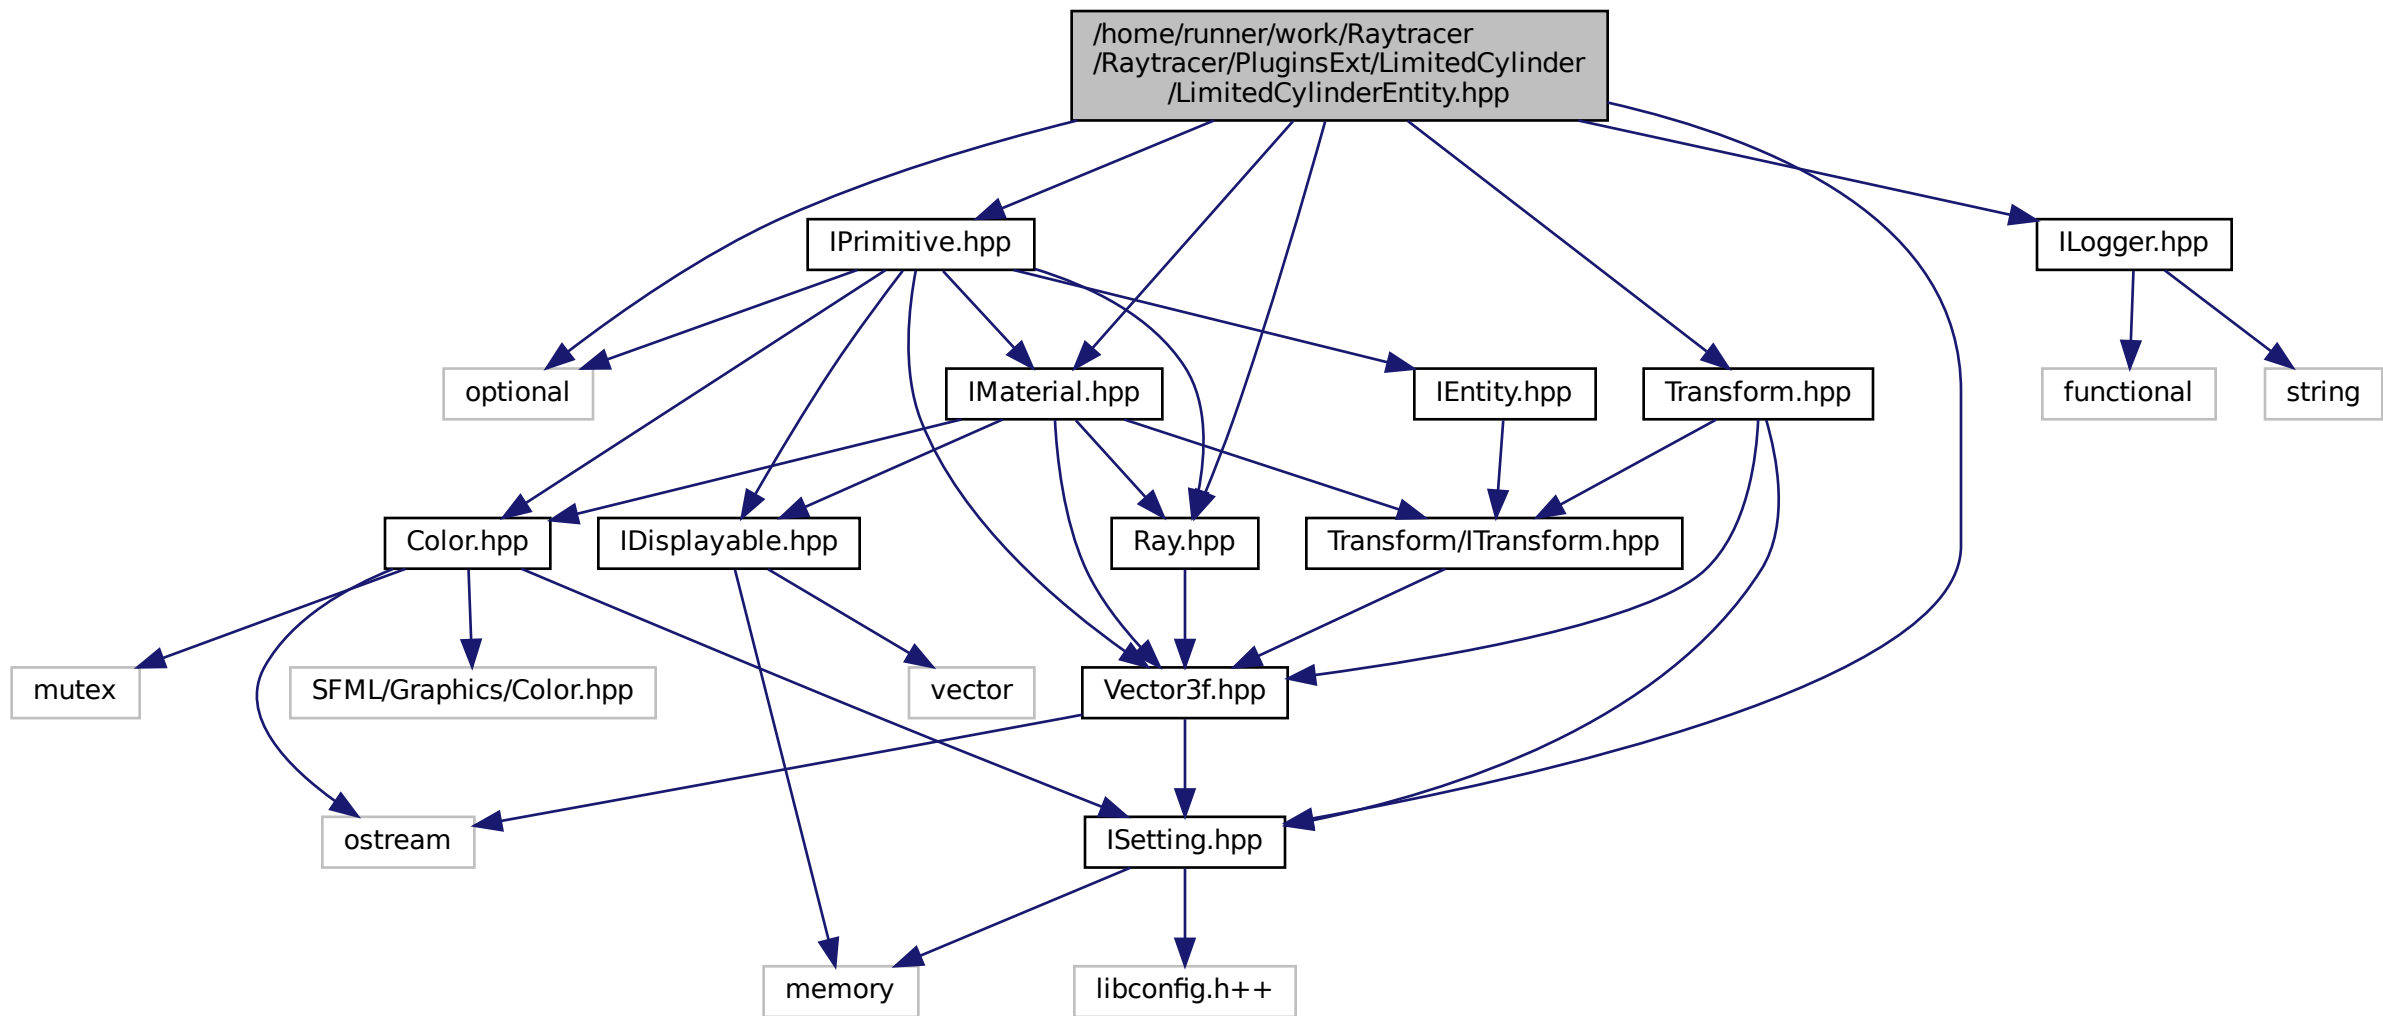 /home/runner/work/Raytracer
/Raytracer/PluginsExt/LimitedCylinder
/LimitedCylinderEntity.hpp
IPrimitive.hpp
ILogger.hpp
optional
IMaterial.hpp
IEntity.hpp
Transform.hpp
functional
string
Color.hpp
IDisplayable.hpp
Ray.hpp
Transform/ITransform.hpp
mutex
SFML/Graphics/Color.hpp
vector
Vector3f.hpp
ostream
ISetting.hpp
memory
libconfig.h++